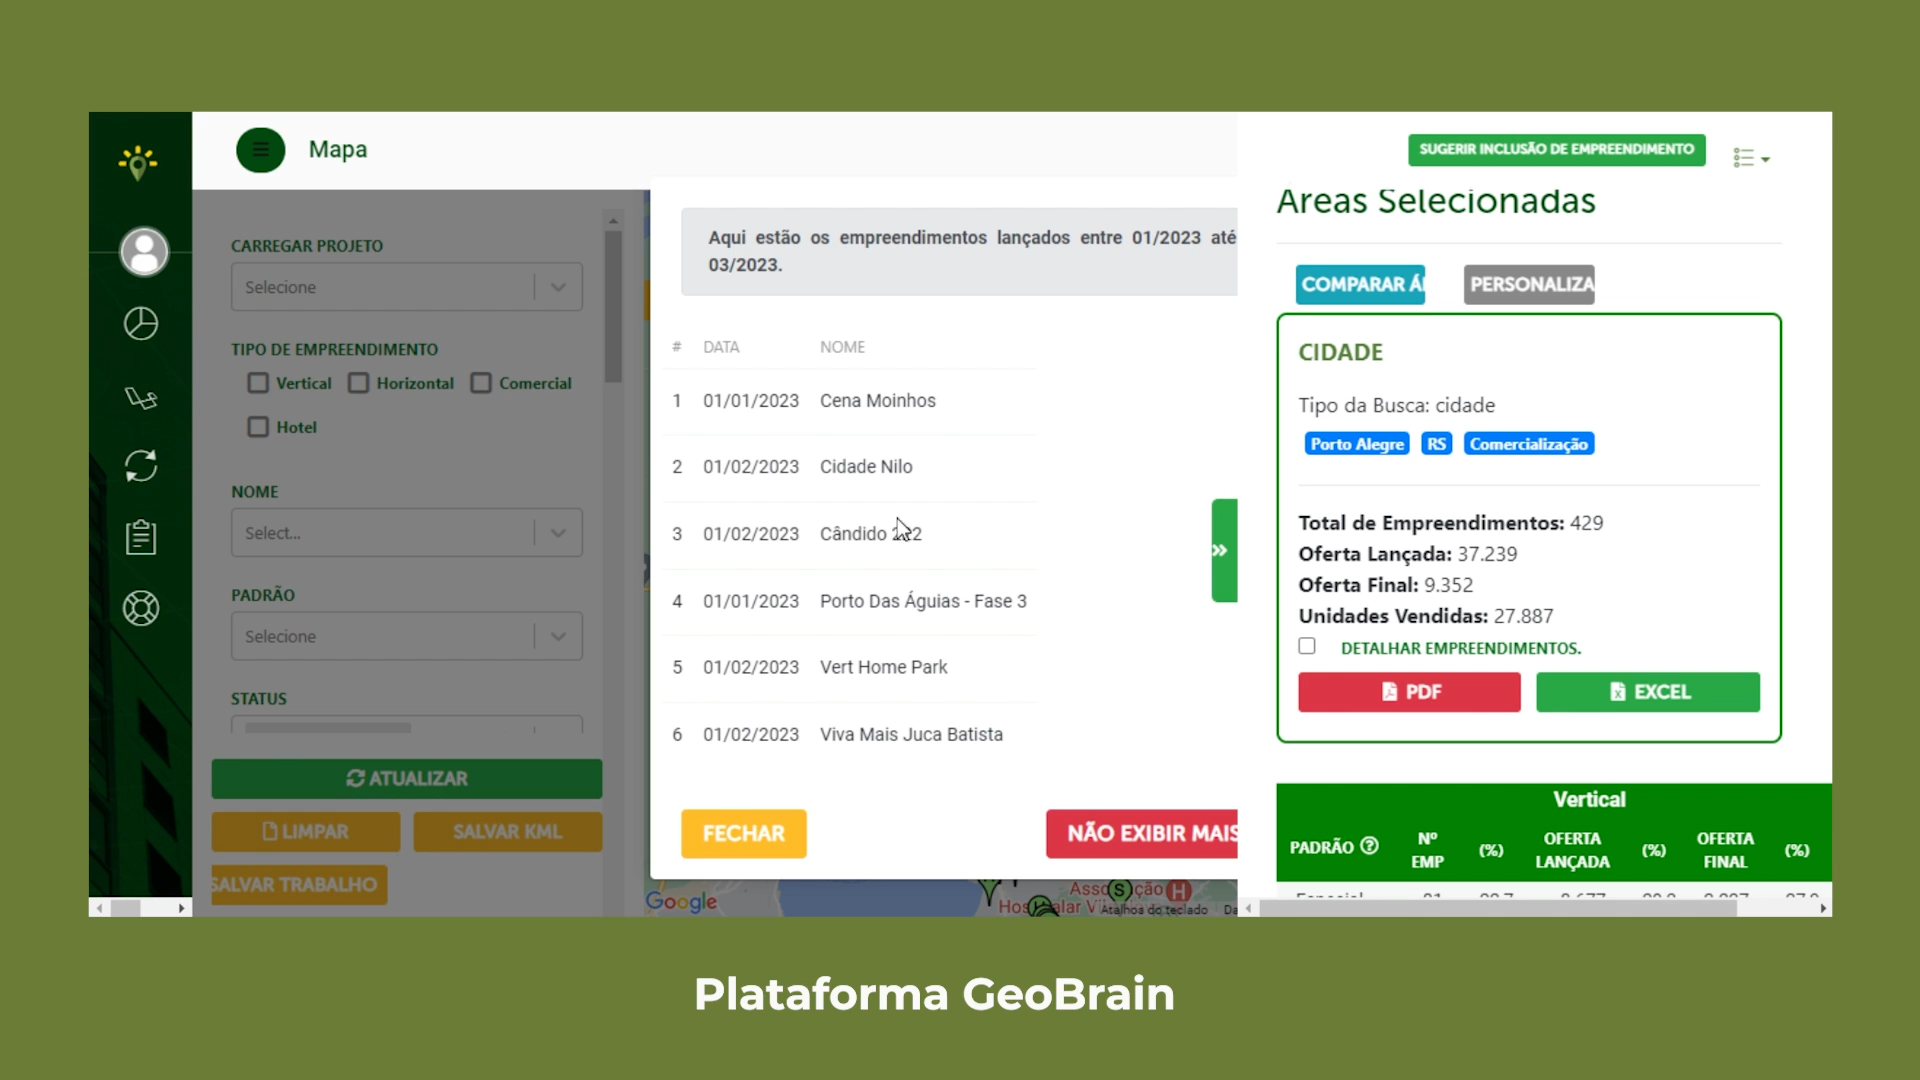 Mapa
SUGERIR INCLUSÃO DE EMPREENDIMENTO
CARREGAR PROJETO
Selecione
TIPO DE EMPREENDIMENTO
Vertical Horizontal Comercial
Hotel
NOME
Select...
PADRÃO
Selecione
STATUS
ATUALIZAR
LIMPAR SALVAR KML
SALVAR TRABALHO
Aqui estão os empreendimentos lançados entre 01/2023 até
03/2023.
# DATA NOME
1 01/01/2023 Cena Moinhos
2 01/02/2023 Cidade Nilo
3 01/02/2023 Cândido
4 01/01/2023 Porto Das Águias - Fase 3
5 01/02/2023 Vert Home Park
6 01/02/2023 Viva Mais Juca Batista
FECHAR NÃO EXIBIR MAIS
Google
Atalhos do teclado
Areas Selecionadas
COMPARAR Á PERSONALIZA
CIDADE
Tipo da Busca: cidade
Porto Alegre RS Comercialização
Total de Empreendimentos: 429
Oferta Lançada: 37.239
Oferta Final: 9.352
Unidades Vendidas: 27.887
DETALHAR EMPREENDIMENTOS.
PDF EXCEL
Vertical
PADRÃO Nº EMP (%) OFERTA LANÇADA (%) OFERTA FINAL (%)
Plataforma GeoBrain